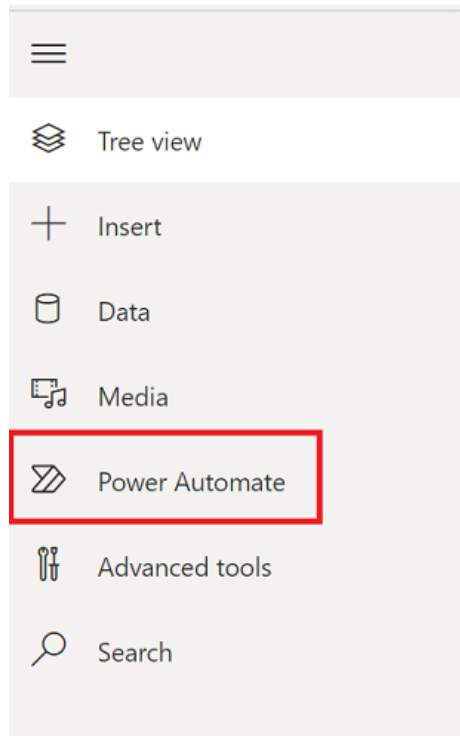 Tree view
Insert
Data
Media
Power Automate
Advanced tools
Search